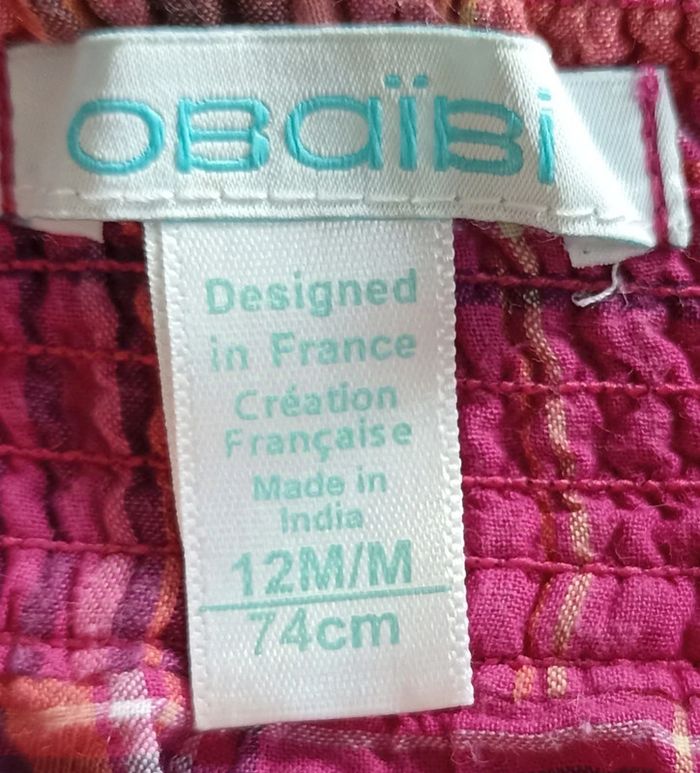 OBaïBi
Designed
in France
Création
Française
Made in
India
12M/M
74cm